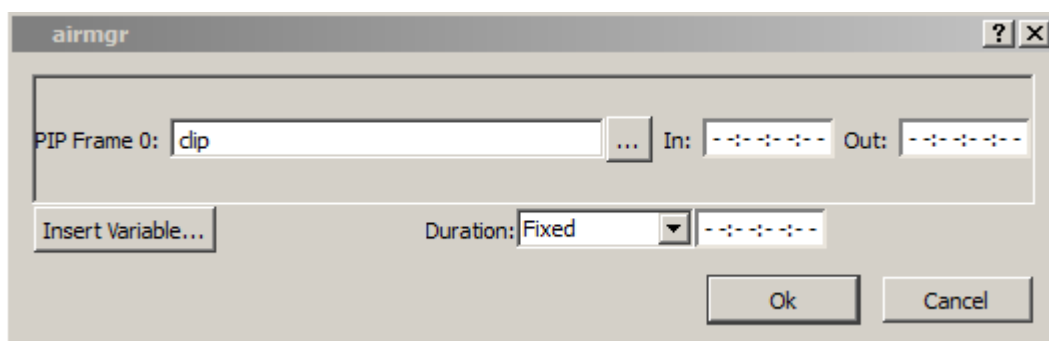 airmgr
PIP Frame 0: clip ... In: --:--:--:-- Out: --:--:--:--
Insert Variable... Duration: Fixed --:--:--:--
Ok Cancel